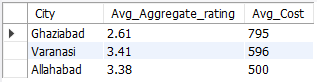 City Avg_Aggregate_rating Avg_Cost
Ghaziabad 2.61 795
Varanasi 3.41 596
Allahabad 3.38 500